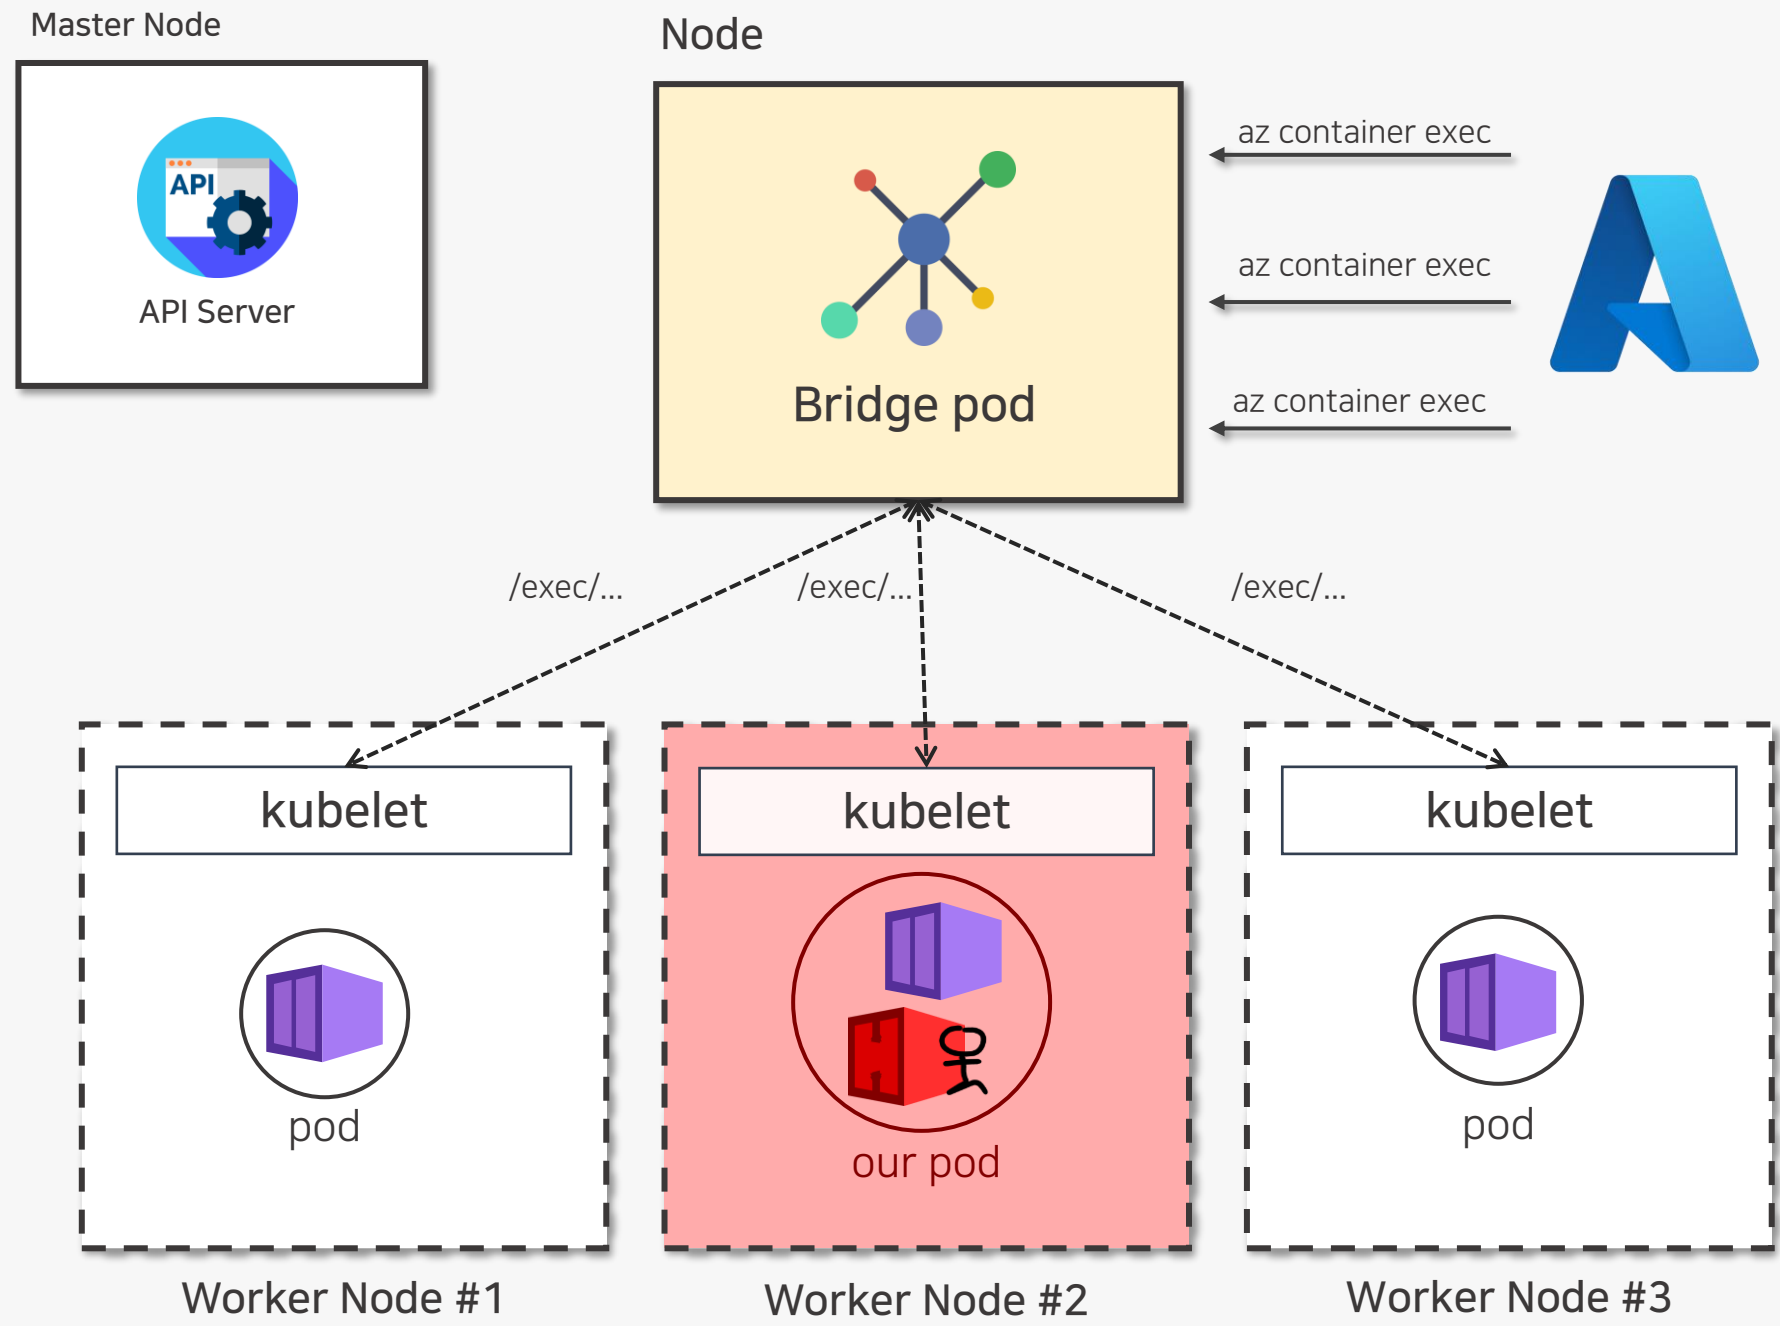 Master Node
Node
API
API Server
Bridge pod
az container exec
az container exec
az container exec
/exec/...
/exec/...
/exec/...
kubelet
kubelet
kubelet
pod
our pod
pod
Worker Node #1
Worker Node #2
Worker Node #3